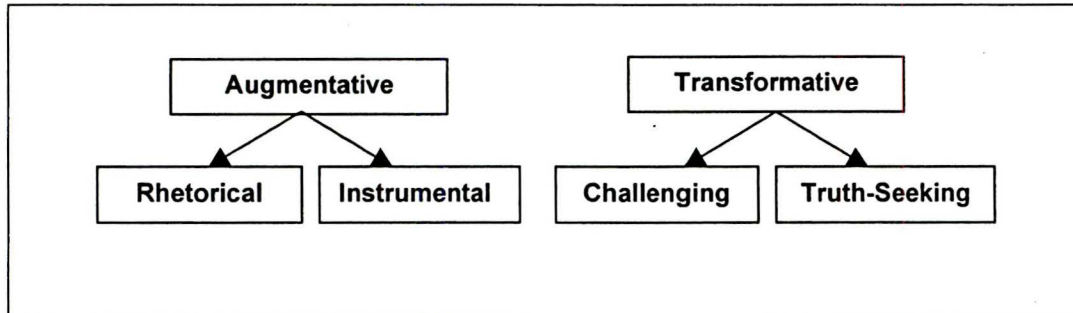 Augmentative
Transformative
Rhetorical
Instrumental
Challenging
Truth-Seeking